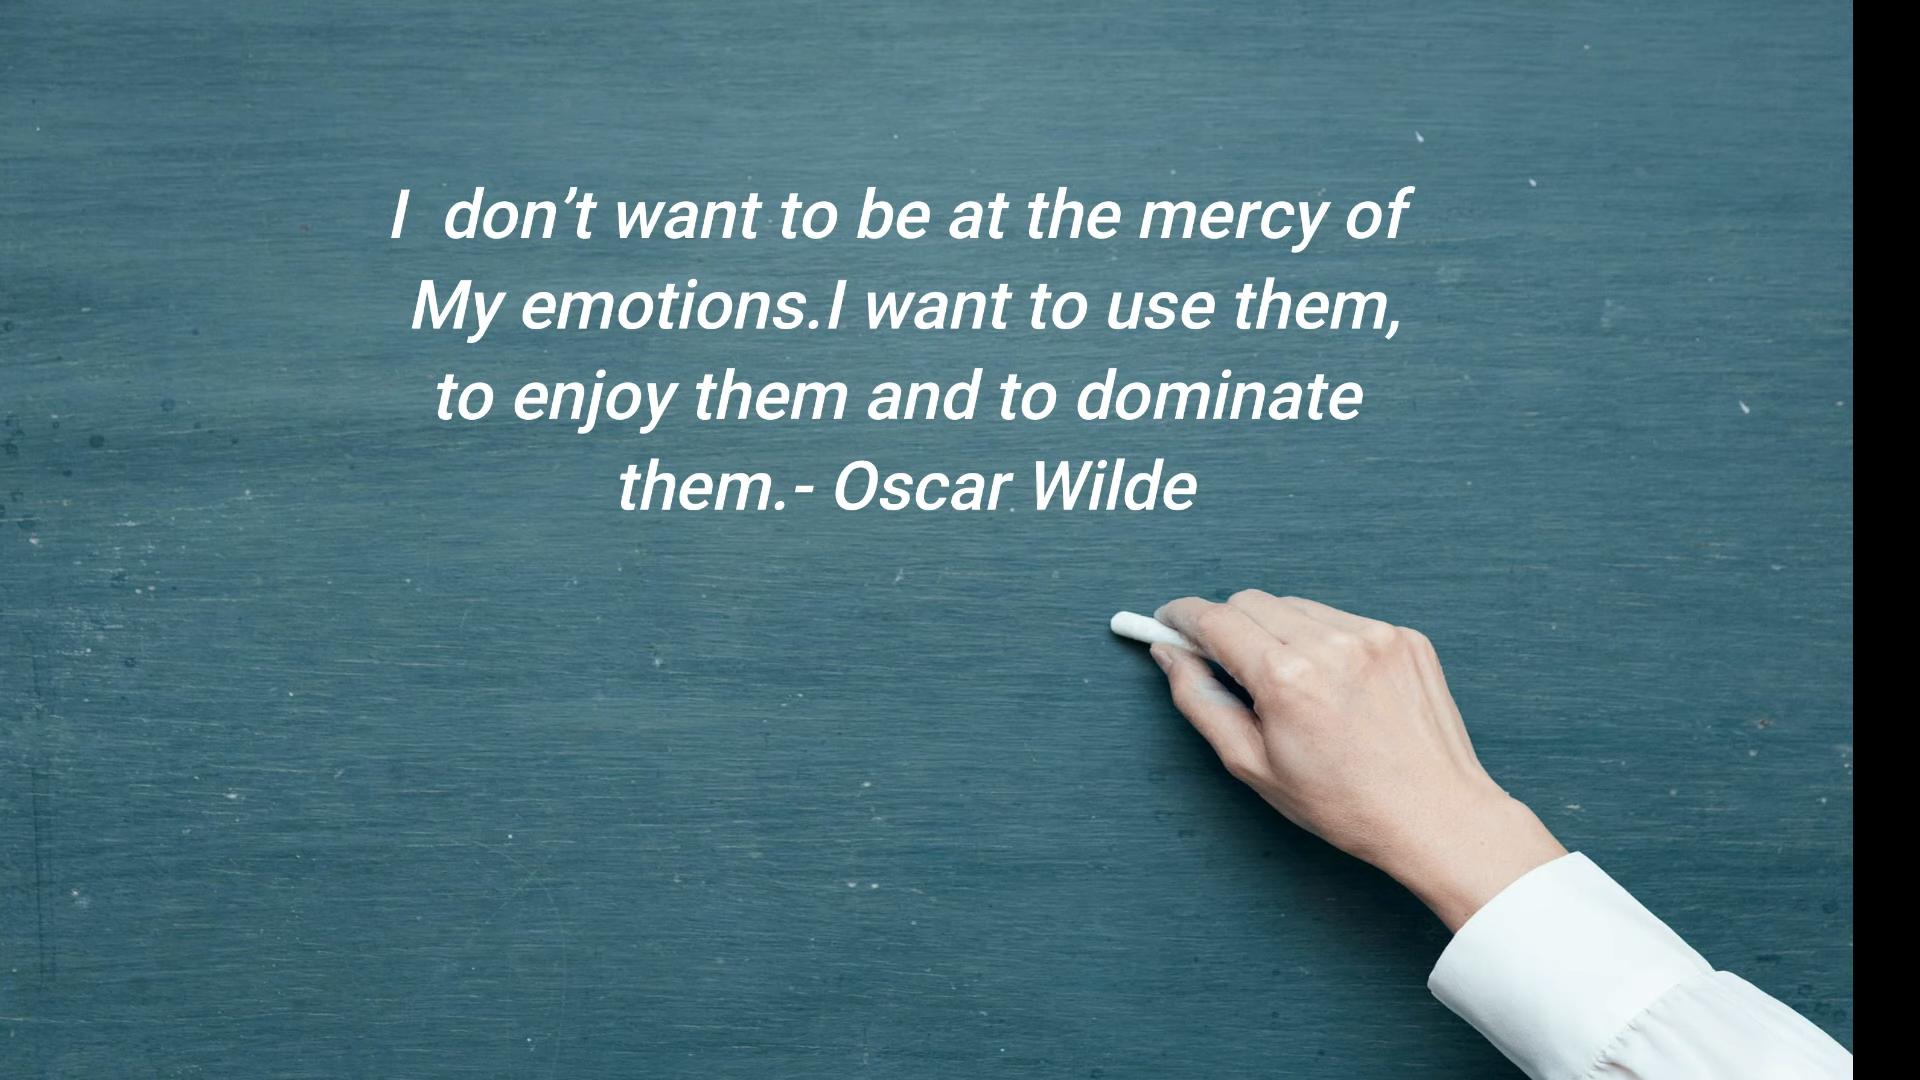 I  don’t want to be at the mercy of
My emotions.I want to use them,
to enjoy them and to dominate
them.- Oscar Wilde